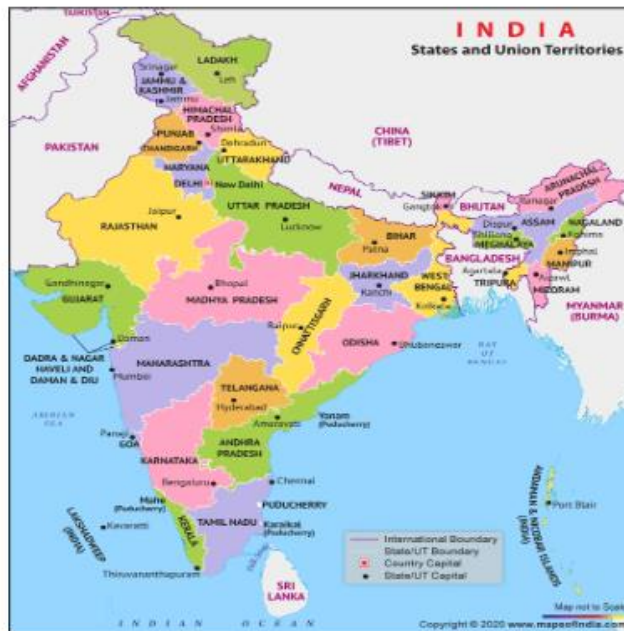 INDIA
States and Union Territories
TAJIKISTAN
AFGHANISTAN
PAKISTAN
CHINA
(TIBET)
LADAKH
Leh
Srinagar
JAMMU &
KASHMIR
Jammu
HIMACHAL
PRADESH
Shimla
PUNJAB
CHANDIGARH
Dehradun
UTTARAKHAND
HARYANA
DELHI
New Delhi
NEPAL
RAJASTHAN
Jaipur
UTTAR PRADESH
Lucknow
SIKKIM
Gangtok
BHUTAN
ARUNACHAL
PRADESH
Itanagar
Dispur
ASSAM
NAGALAND
Kohima
Shillong
MEGHALAYA
Imphal
MANIPUR
BIHAR
Patna
BANGLADESH
Agartala
TRIPURA
Aizawl
MIZORAM
MYANMAR
(BURMA)
Gandhinagar
GUJARAT
Bhopal
MADHYA PRADESH
JHARKHAND
Ranchi
WEST
BENGAL
Kolkata
CHHATTISGARH
Raipur
ODISHA
Bhubaneswar
BAY
OF
BENGAL
Daman
DADRA & NAGAR
HAVELI AND
DAMAN & DIU
Mumbai
MAHARASHTRA
ARABIAN
SEA
TELANGANA
Hyderabad
Amaravati
Yanam
(Puducherry)
Panaji
GOA
ANDHRA
PRADESH
KARNATAKA
Bengaluru
Chennai
Mahe
(Puducherry)
PUDUCHERRY
Karaikal
(Puducherry)
TAMIL NADU
KERALA
LAKSHADWEEP
(INDIA)
Kavaratti
Thiruvananthapuram
SRI
LANKA
ANDAMAN & NICOBAR ISLANDS
(INDIA)
Port Blair
International Boundary
State/UT Boundary
Country Capital
State/UT Capital
INDIAN OCEAN
Map not to Scale
Copyright © 2020 www.mapsofindia.com